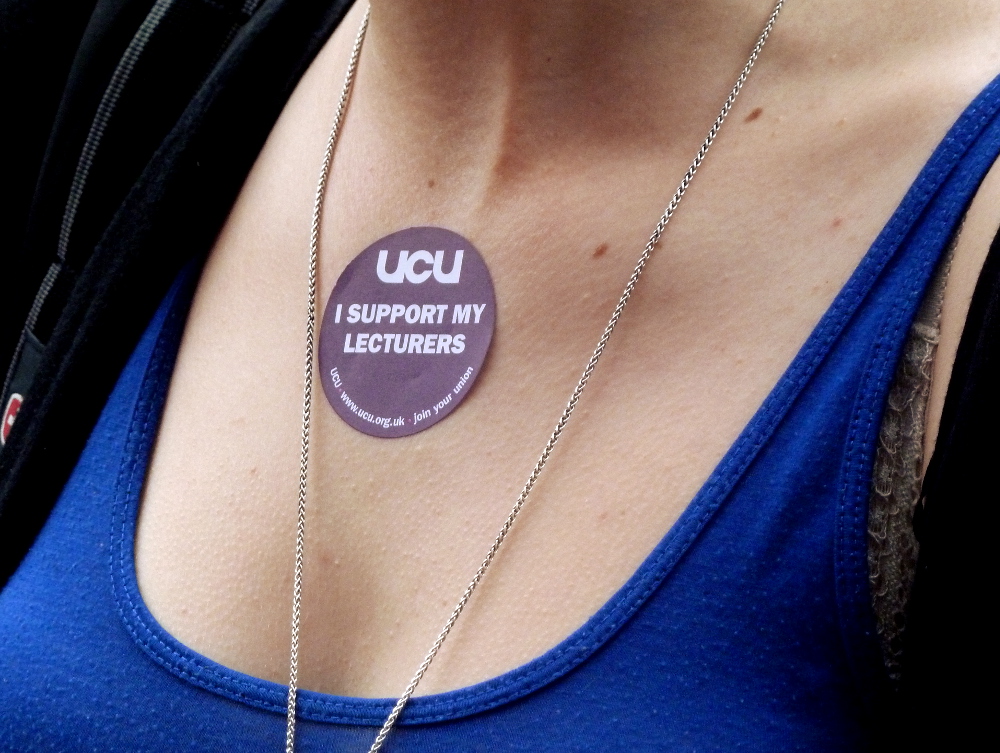 UCU
I SUPPORT MY
LECTURERS
UCU · www.ucu.org.uk · join your union